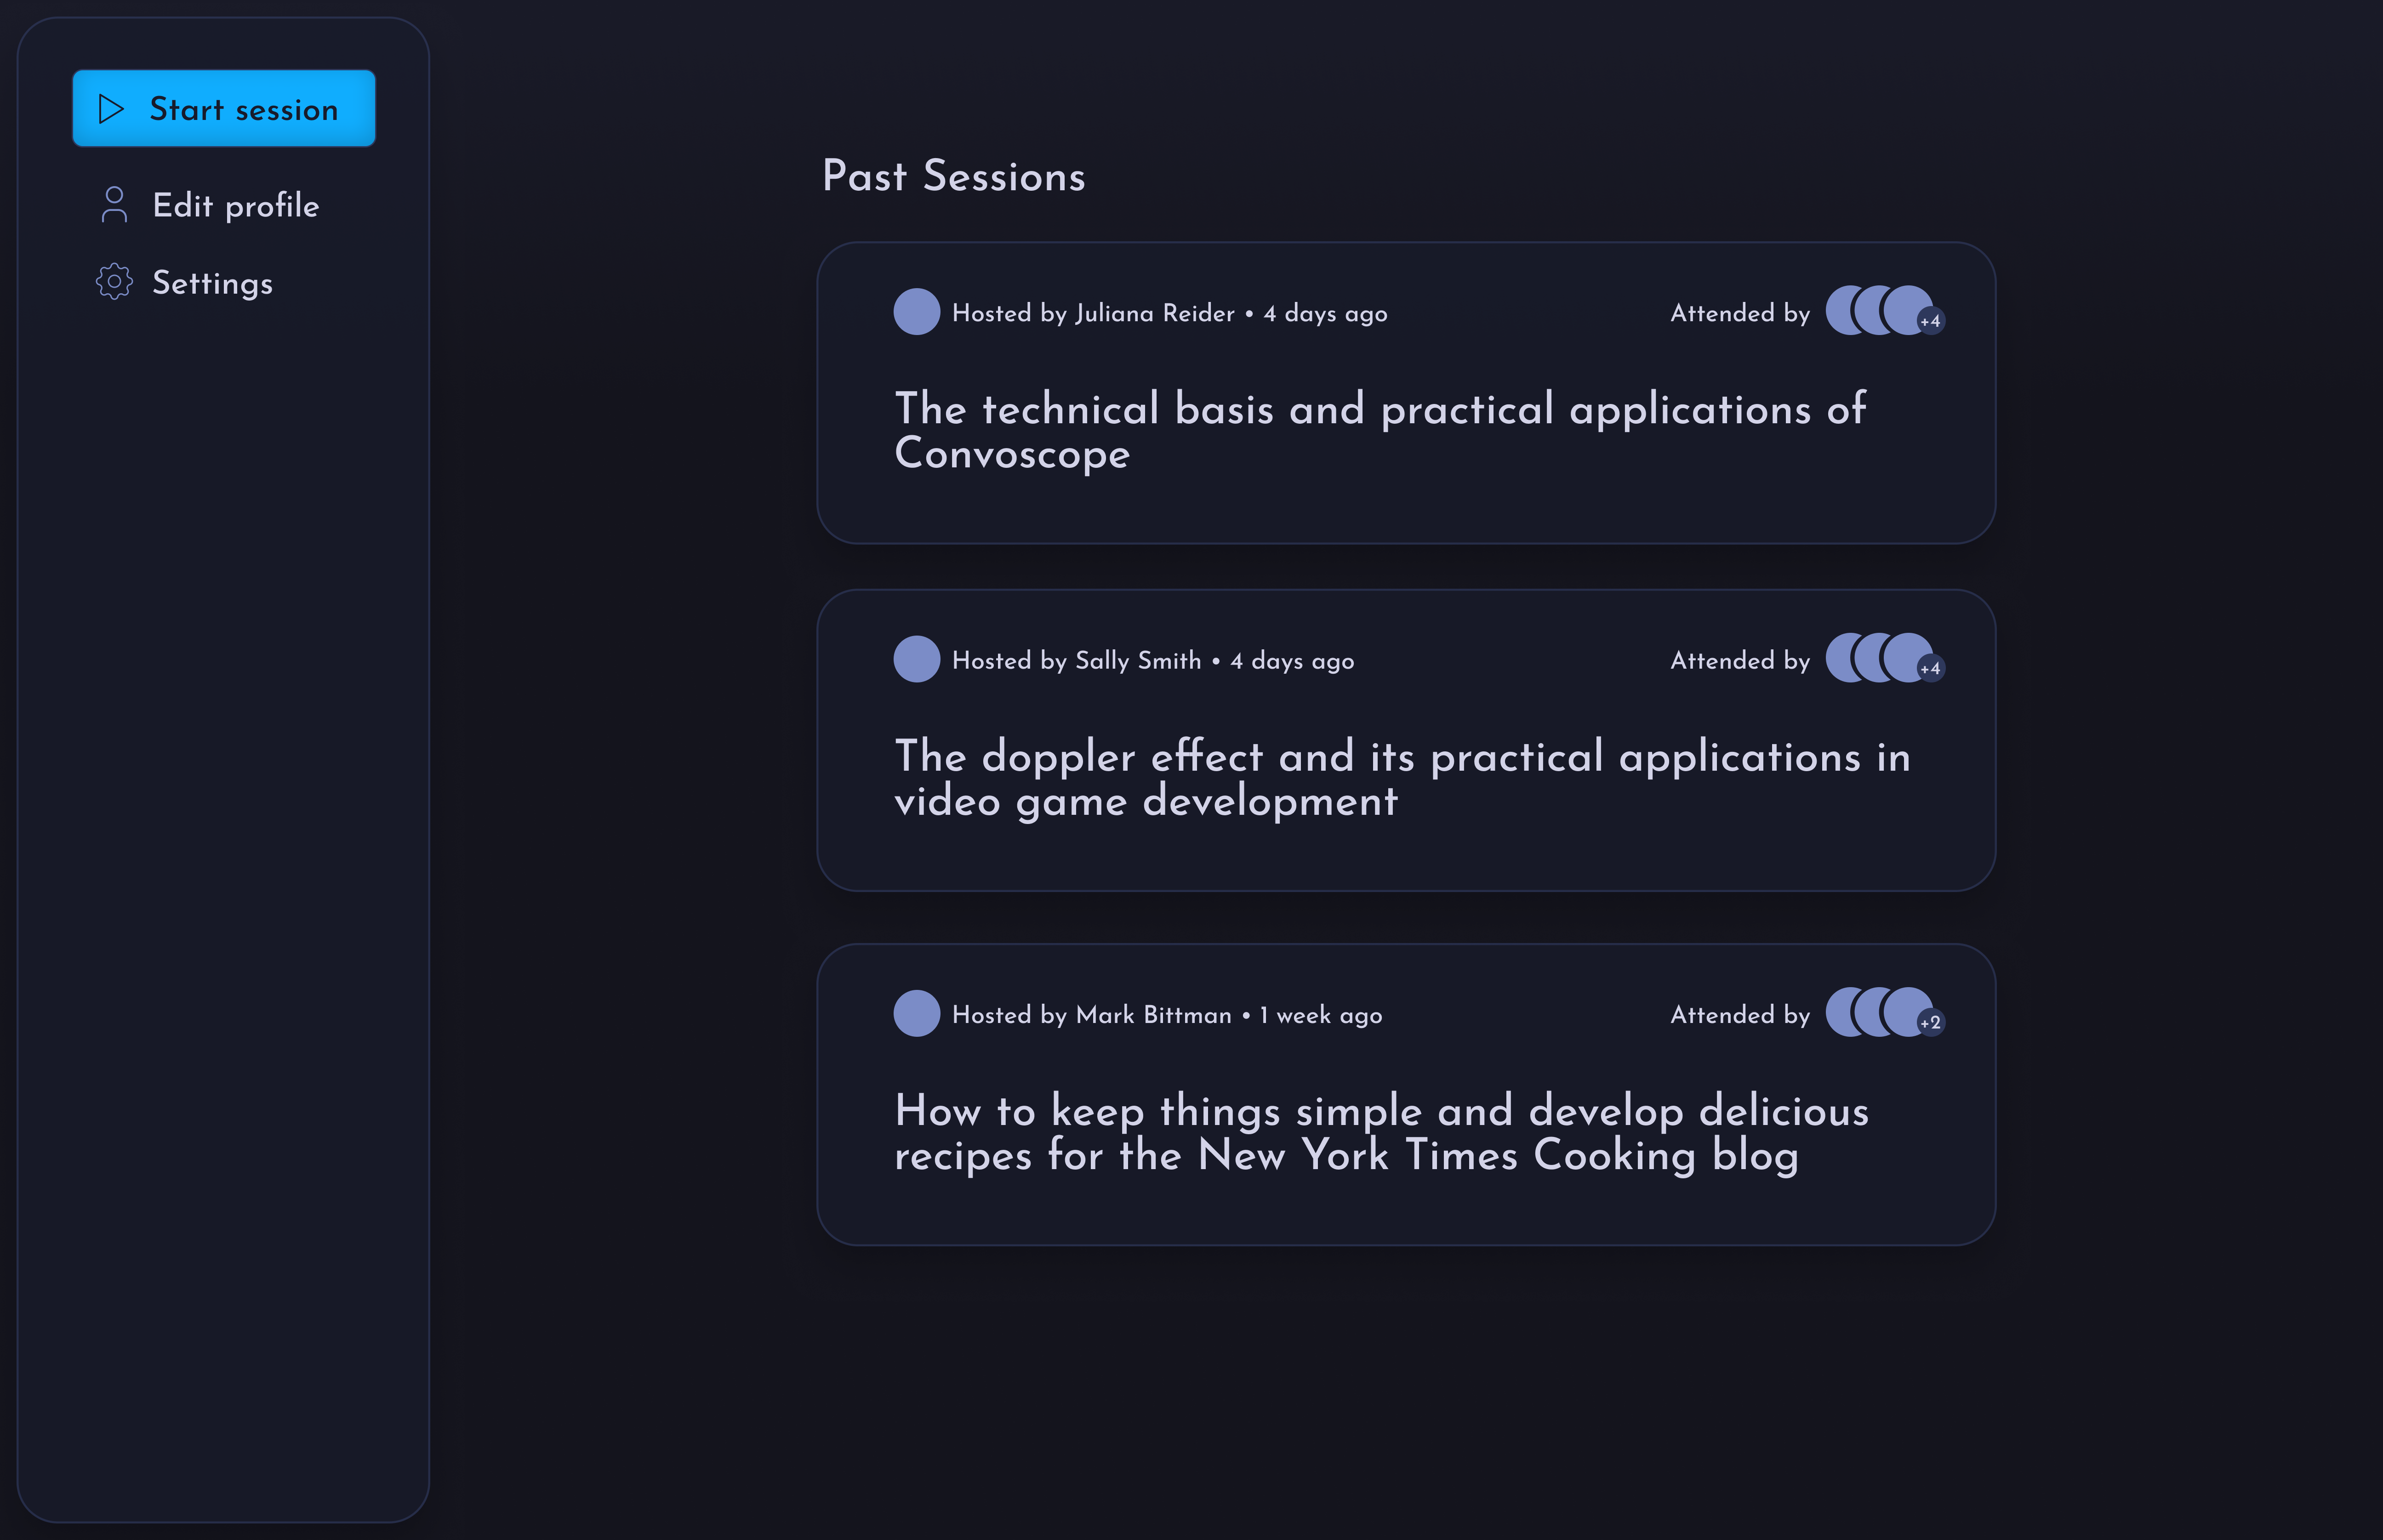 Start session
Edit profile
Settings
Past Sessions
Hosted by Juliana Reider • 4 days ago
Attended by
+4
The technical basis and practical applications of
Convoscope
Hosted by Sally Smith • 4 days ago
Attended by
+4
The doppler effect and its practical applications in
video game development
Hosted by Mark Bittman • 1 week ago
Attended by
+2
How to keep things simple and develop delicious
recipes for the New York Times Cooking blog